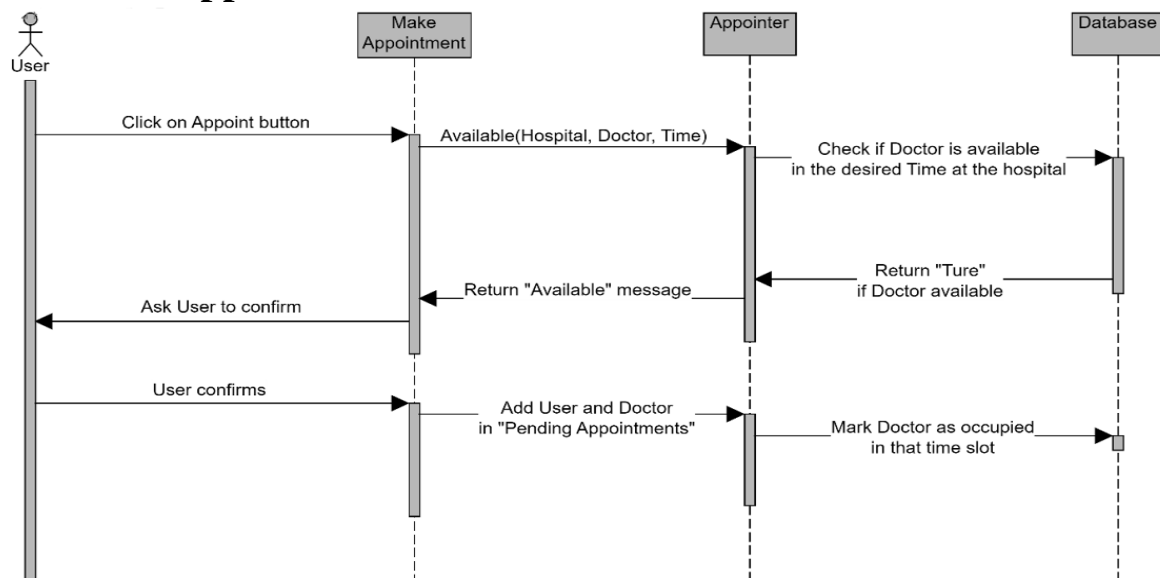 User
Make
Appointment
Appointer
Database
Click on Appoint button
Available(Hospital, Doctor, Time)
Check if Doctor is available
in the desired Time at the hospital
Return "Ture"
if Doctor available
Return "Available" message
Ask User to confirm
User confirms
Add User and Doctor
in "Pending Appointments"
Mark Doctor as occupied
in that time slot